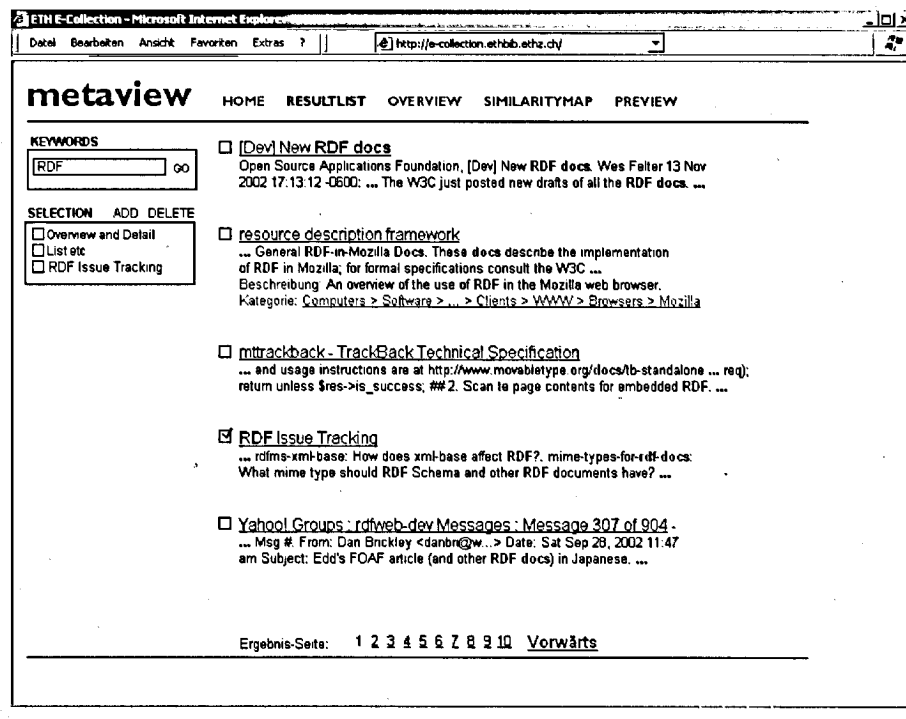 ETH E-Collection - Microsoft Internet Explorer
Datei Bearbeiten Ansicht Favoriten Extras ? http://e-collection.ethbib.ethz.ch/
metaview HOME RESULTLIST OVERVIEW SIMILARITYMAP PREVIEW
KEYWORDS
RDF GO
SELECTION ADD DELETE
Overview and Detail
List etc
RDF Issue Tracking
[Dev] New RDF docs
Open Source Applications Foundation, [Dev] New RDF docs. Wes Felter 13 Nov
2002 17:13:12 -0600: ... The W3C just posted new drafts of all the RDF docs. ...
resource description framework
... General RDF-in-Mozilla Docs. These docs describe the implementation
of RDF in Mozilla; for formal specifications consult the W3C ...
Beschreibung An overview of the use of RDF in the Mozilla web browser.
Kategorie: Computers > Software > ... > Clients > WWW > Browsers > Mozilla
mttrackback - TrackBack Technical Specification
... and usage instructions are at http://www.movabletype.org/docs/tb-standalone ... req);
return unless $res->is_success; ## 2. Scan te page contents for embedded RDF. ...
RDF Issue Tracking
... rdfms-xml-base: How does xml-base affect RDF?. mime-types-for-rdf-docs:
What mime type should RDF Schema and other RDF documents have? ...
Yahoo! Groups : rdfweb-dev Messages : Message 307 of 904 -
... Msg #. From: Dan Brickley <danbri@w...> Date: Sat Sep 28, 2002 11:47
am Subject: Edd's FOAF article (and other RDF docs) in Japanese. ...
Ergebnis-Seite: 1 2 3 4 5 6 7 8 9 10 Vorwärts